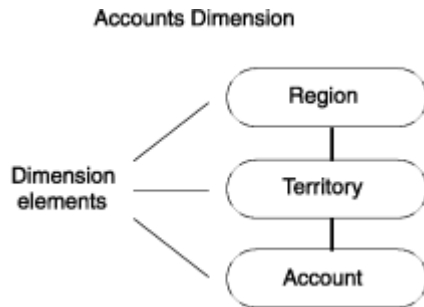 Accounts Dimension
Region
Dimension
elements
Territory
Account